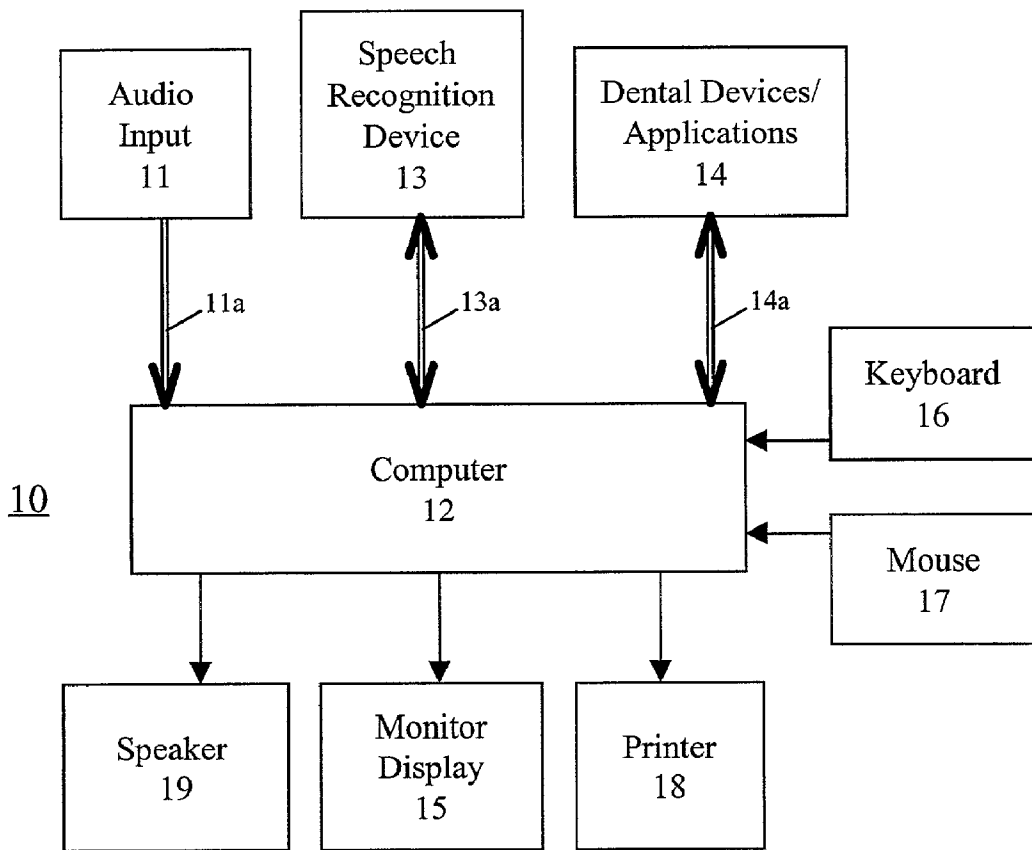 Audio
Input
11
Speech
Recognition
Device
13
Dental Devices/
Applications
14
11a
13a
14a
Keyboard
16
Computer
12
10
Mouse
17
Speaker
19
Monitor
Display
15
Printer
18